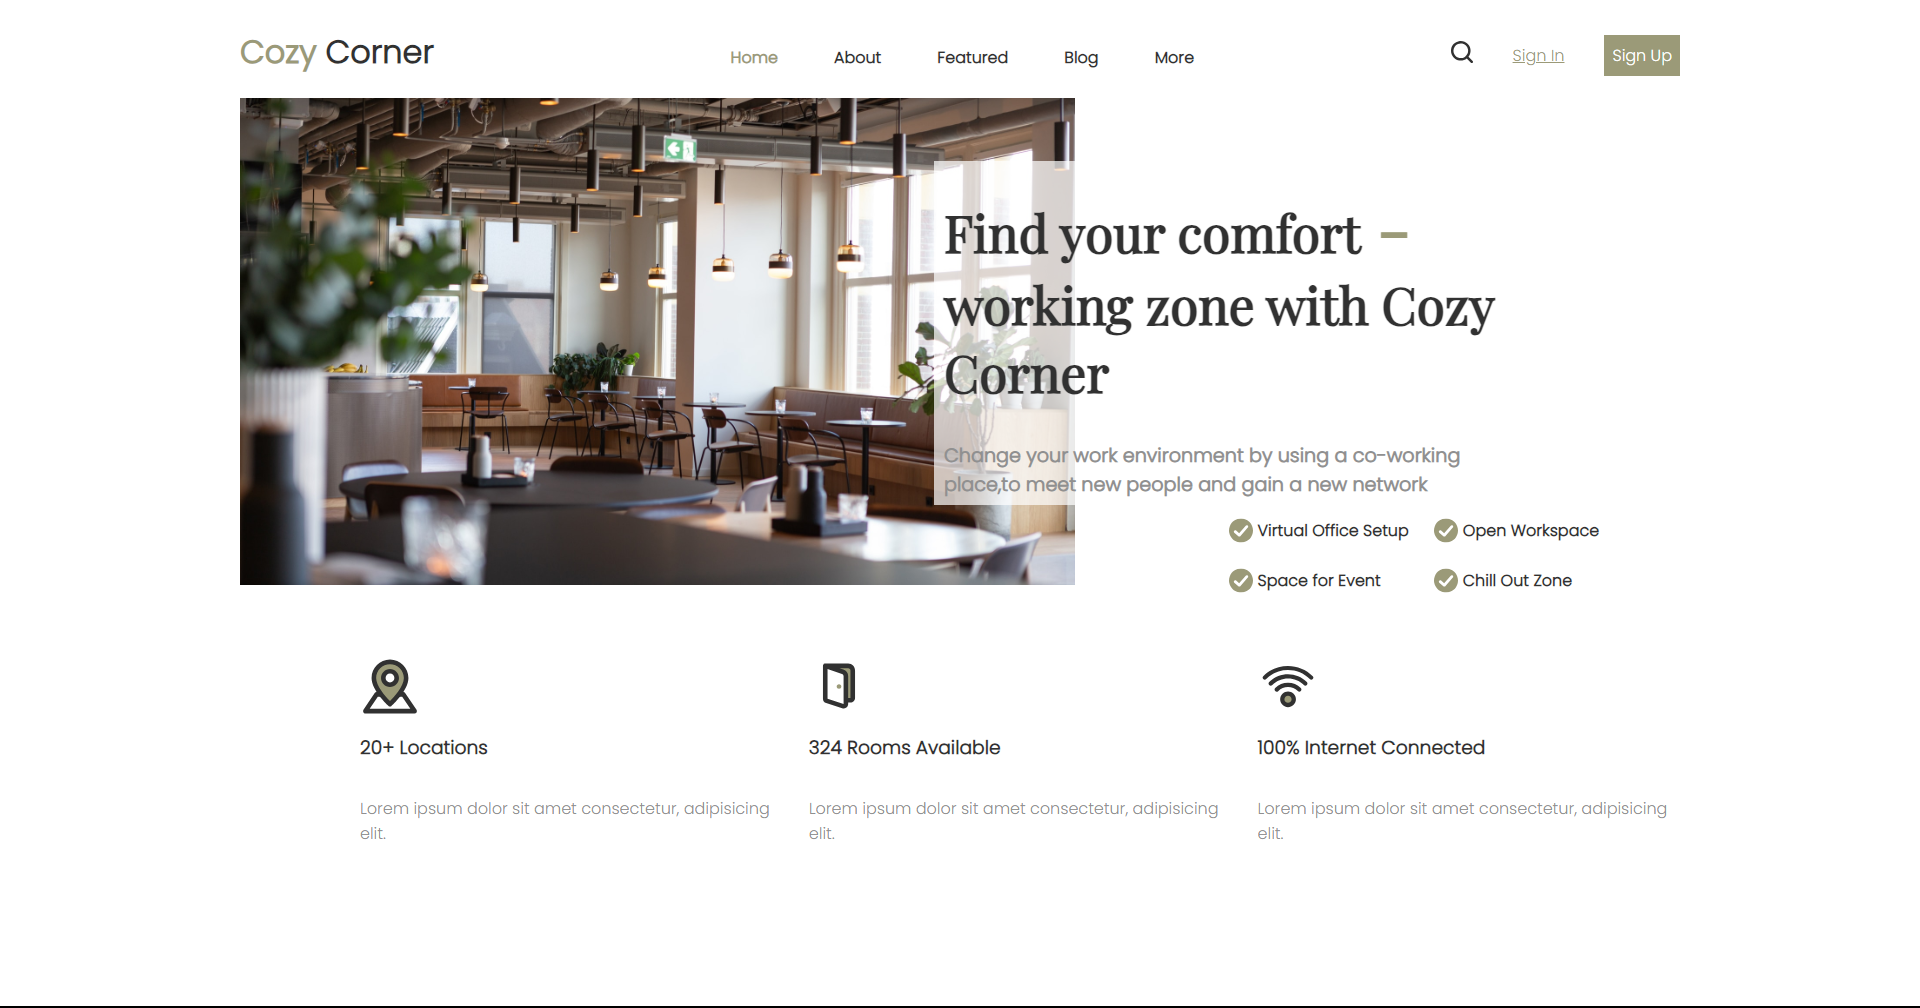 Cozy Corner
Home About Featured Blog More
Sign In Sign Up
Find your comfort –
working zone with Cozy
Corner
Change your work environment by using a co-working
place,to meet new people and gain a new network
Virtual Office Setup Open Workspace
Space for Event Chill Out Zone
20+ Locations
Lorem ipsum dolor sit amet consectetur, adipisicing
elit.
324 Rooms Available
Lorem ipsum dolor sit amet consectetur, adipisicing
elit.
100% Internet Connected
Lorem ipsum dolor sit amet consectetur, adipisicing
elit.